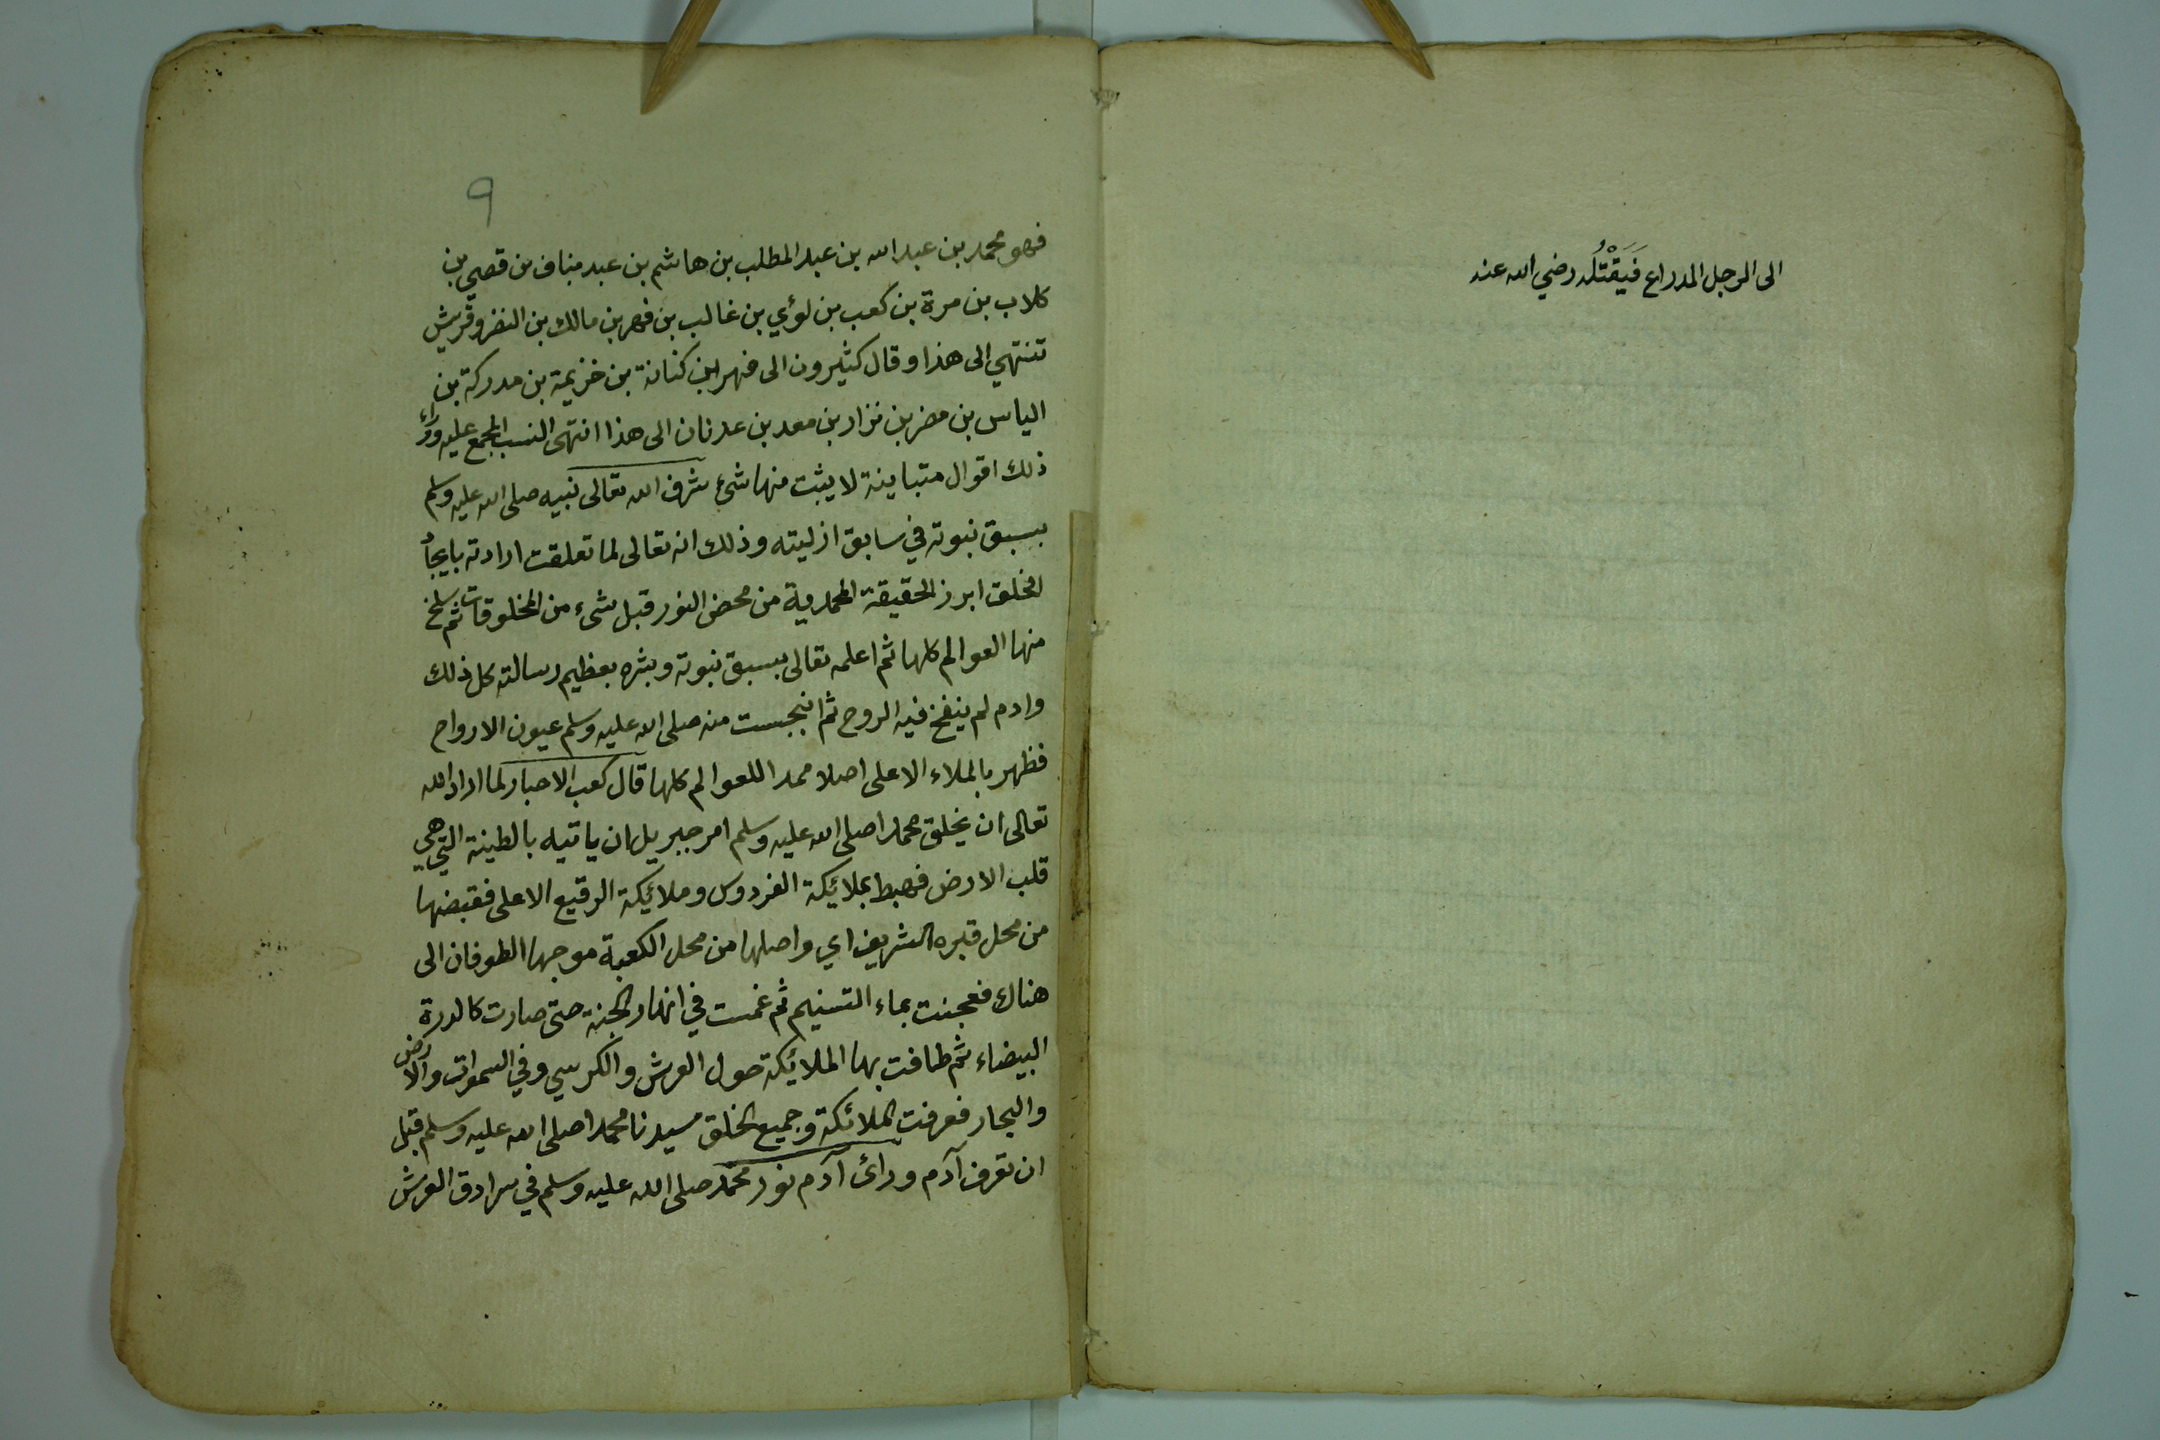 الى الرجل المدراع فَيَقْتُلُه رضي الله عنه
٩
فهو محمد بن عبد الله بن عبد المطلب بن هاشم بن عبد مناف بن قصي بن
كلاب بن مرة بن كعب بن لؤي بن غالب بن فهر بن مالك بن النضر وقريش
تنتهي الى هذا وقال كثيرون الى فهر ابن كنانة بن خزيمة بن مدركة بن
الياس بن مضر بن نزار بن معد بن عدنان الى هذا انتهى النسب المجمع عليه وراء
ذلك اقوال متباينة لا يثبت منها شئ شرف الله تعالى نبيه صلى الله عليه وسلم
بسبق نبوته في سابق ازليته وذلك انه تعالى لما تعلقت ارادته بايجاد
الخلق ابرز الحقيقة المحمدية من محض النور قبل شىء من المخلوقات ثم سلخ
منها العوالم كلها ثم اعلمه تعالى بسبق نبوته وبشره بعظيم رسالته كل ذلك
وادم لم ينفخ فيه الروح ثم انبجست منه صلى الله عليه وسلم عيون الارواح
فظهر بالملاء الاعلى اصلا ممدا للعوالم كلها قال كعب الاحبار لما اراد الله
تعالى ان يخلق محمدا صلى الله عليه وسلم امر جبريل ان ياتيه بالطينة التي هي
قلب الارض فهبط بملائكة الفردوس وملائكة الرقيع الاعلى فقبضها
من محل قبره الشريف اي واصلها من محل الكعبة موجها الطوفان الى
هناك فعجنت بماء التسنيم ثم غمست في انهار الجنة حتى صارت كالدرة
البيضاء ثم طافت بها الملائكة حول العرش والكرسي وفي السموات والارض
والبحار فعرفت الملائكة وجميع الخلق سيدنا محمدا صلى الله عليه وسلم قبل
ان تعرف آدم ورائ آدم نور محمد صلى الله عليه وسلم في سرادق العرش